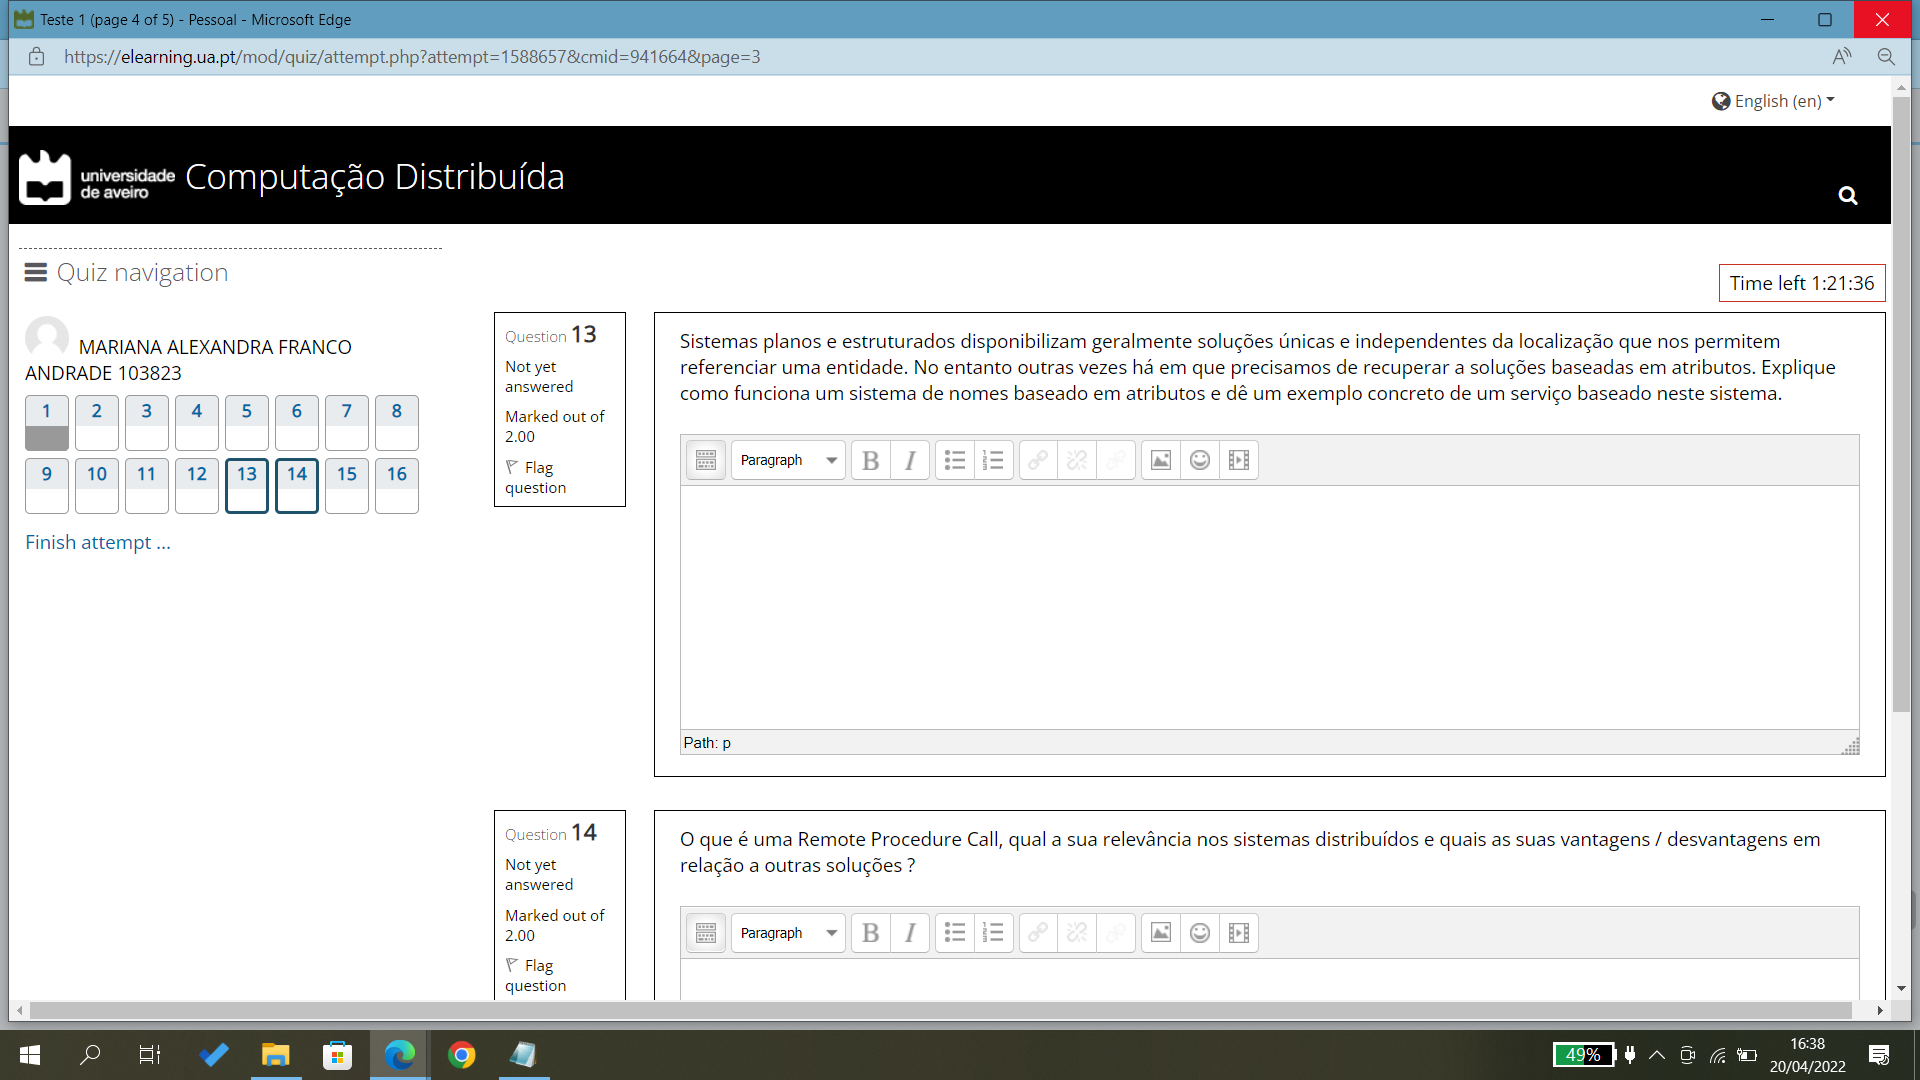 Teste 1 (page 4 of 5) - Pessoal - Microsoft Edge
https://elearning.ua.pt/mod/quiz/attempt.php?attempt=1588657&cmid=941664&page=3
English (en)
universidade
de aveiro
Computação Distribuída
Quiz navigation
Time left 1:21:36
MARIANA ALEXANDRA FRANCO
ANDRADE 103823
1 2 3 4 5 6 7 8
9 10 11 12 13 14 15 16
Finish attempt ...
Question 13
Not yet
answered
Marked out of
2.00
Flag
question
Sistemas planos e estruturados disponibilizam geralmente soluções únicas e independentes da localização que nos permitem
referenciar uma entidade. No entanto outras vezes há em que precisamos de recuperar a soluções baseadas em atributos. Explique
como funciona um sistema de nomes baseado em atributos e dê um exemplo concreto de um serviço baseado neste sistema.
Paragraph B I
Path: p
Question 14
Not yet
answered
Marked out of
2.00
Flag
question
O que é uma Remote Procedure Call, qual a sua relevância nos sistemas distribuídos e quais as suas vantagens / desvantagens em
relação a outras soluções ?
Paragraph B I
49%
16:38
20/04/2022